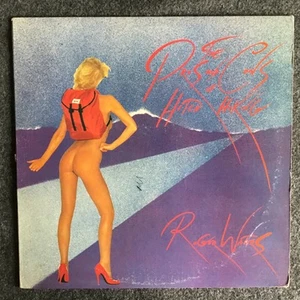 The
Pros and Cons
of
Hitch Hiking
Roger Waters